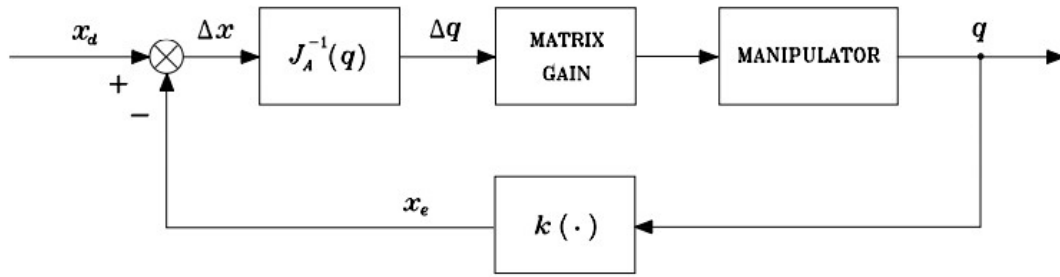 x_d
+
−
Δx
J_A^{-1}(q)
Δq
MATRIX
GAIN
MANIPULATOR
q
x_e
k(·)